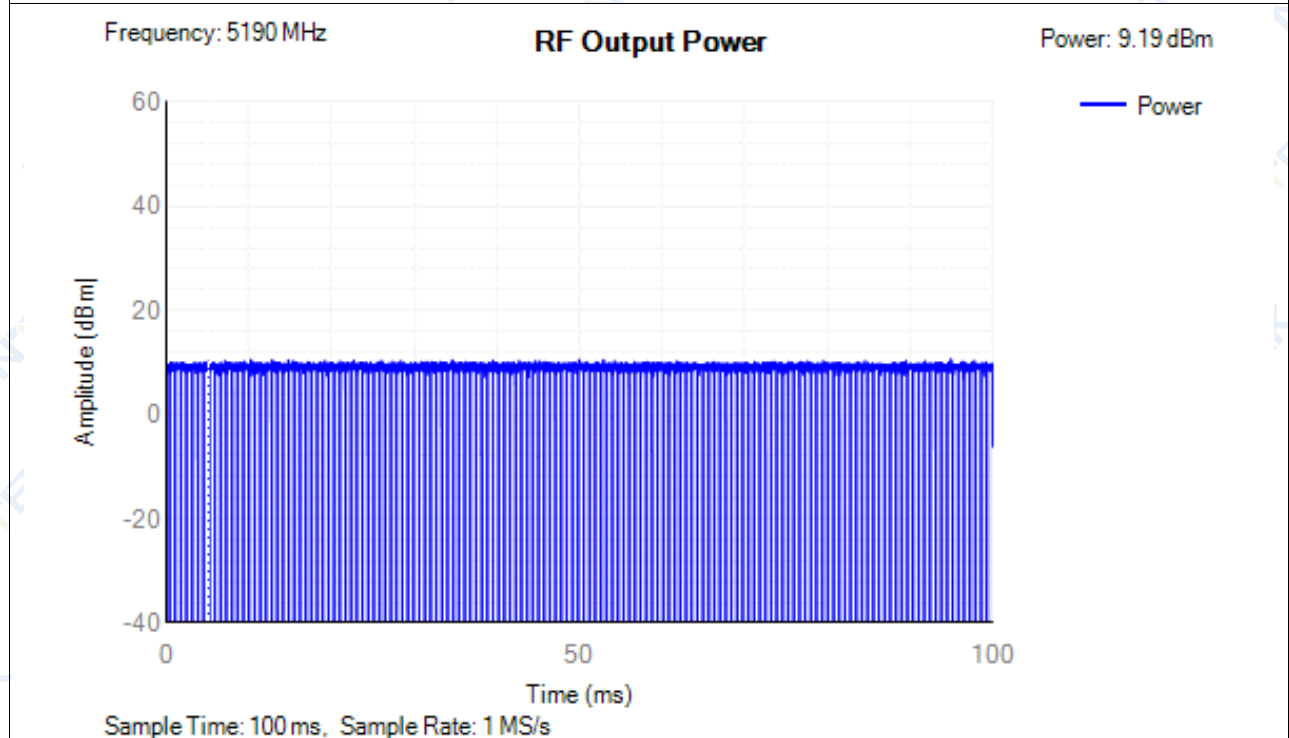 Frequency: 5190 MHz
RF Output Power
Power: 9.19 dBm
Power
60
40
20
0
-20
-40
Amplitude (dBm)
0
50
100
Time (ms)
Sample Time: 100 ms, Sample Rate: 1 MS/s